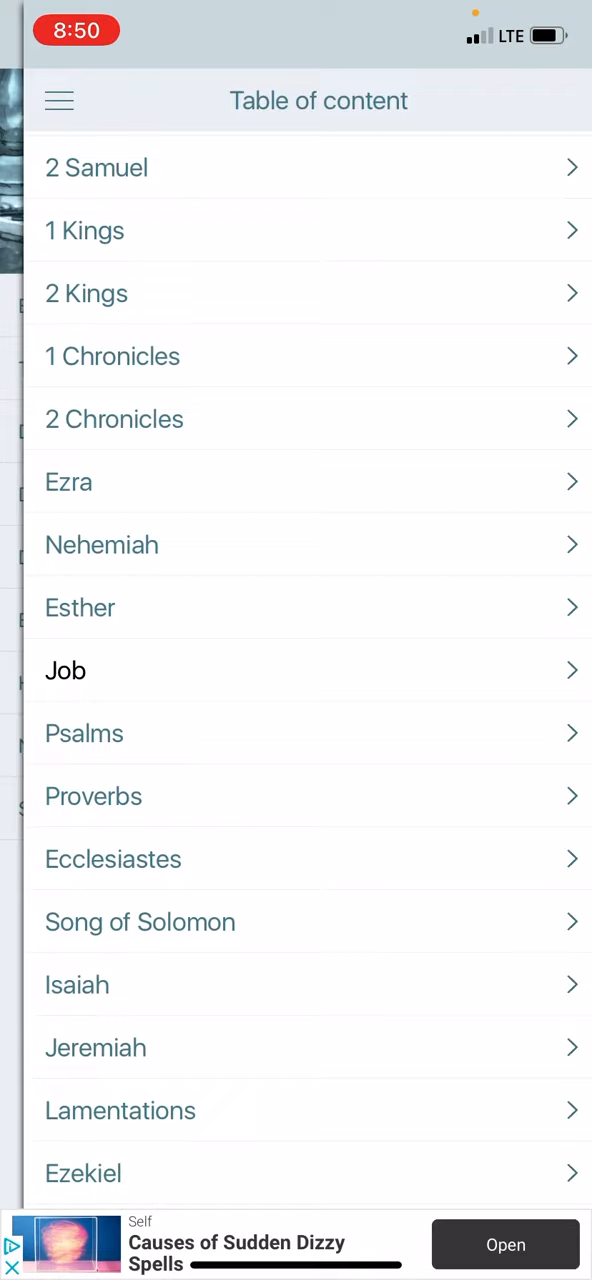 8:50
LTE
Table of content
2 Samuel
1 Kings
2 Kings
1 Chronicles
2 Chronicles
Ezra
Nehemiah
Esther
Job
Psalms
Proverbs
Ecclesiastes
Song of Solomon
Isaiah
Jeremiah
Lamentations
Ezekiel
Self
Causes of Sudden Dizzy
Spells
Open